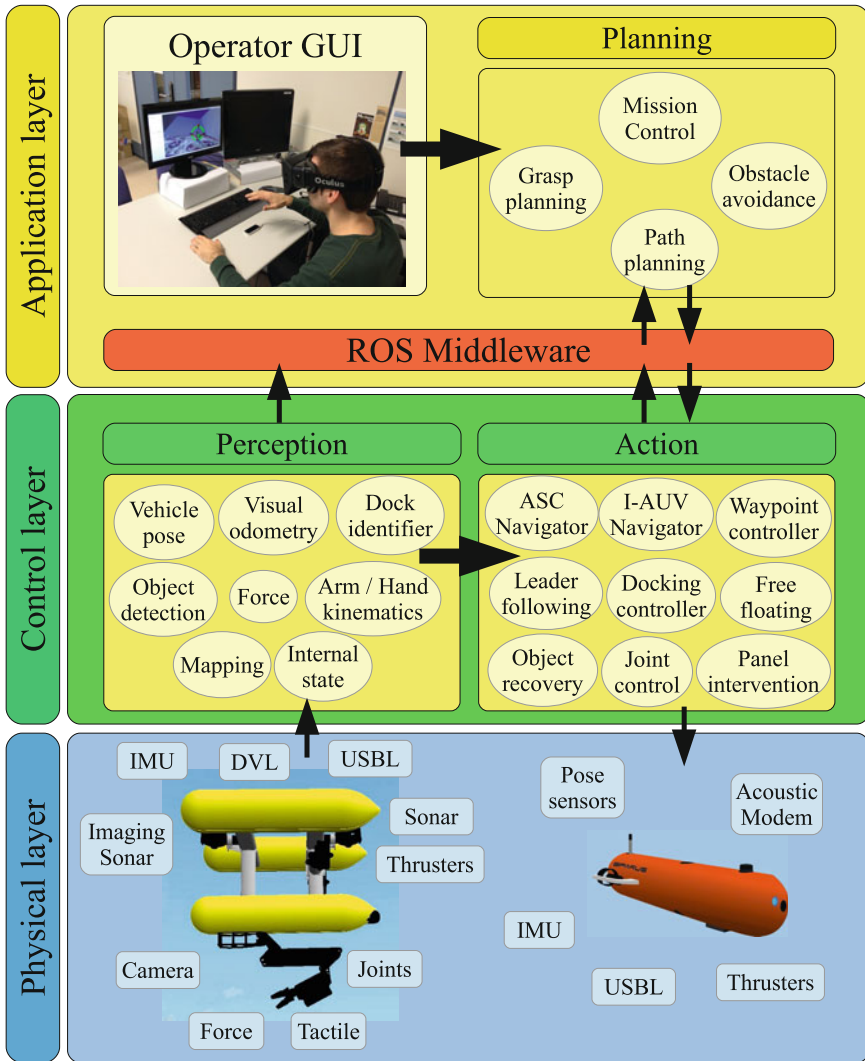 Application layer
Operator GUI
Oculus
Planning
Mission
Control
Grasp
planning
Obstacle
avoidance
Path
planning
ROS Middleware
Control layer
Perception
Vehicle
pose
Visual
odometry
Dock
identifier
Object
detection
Force
Arm / Hand
kinematics
Mapping
Internal
state
Action
ASC
Navigator
I-AUV
Navigator
Waypoint
controller
Leader
following
Docking
controller
Free
floating
Object
recovery
Joint
control
Panel
intervention
Physical layer
IMU
DVL
USBL
Imaging
Sonar
Sonar
Thrusters
Camera
Joints
Force
Tactile
Pose
sensors
Acoustic
Modem
IMU
USBL
Thrusters